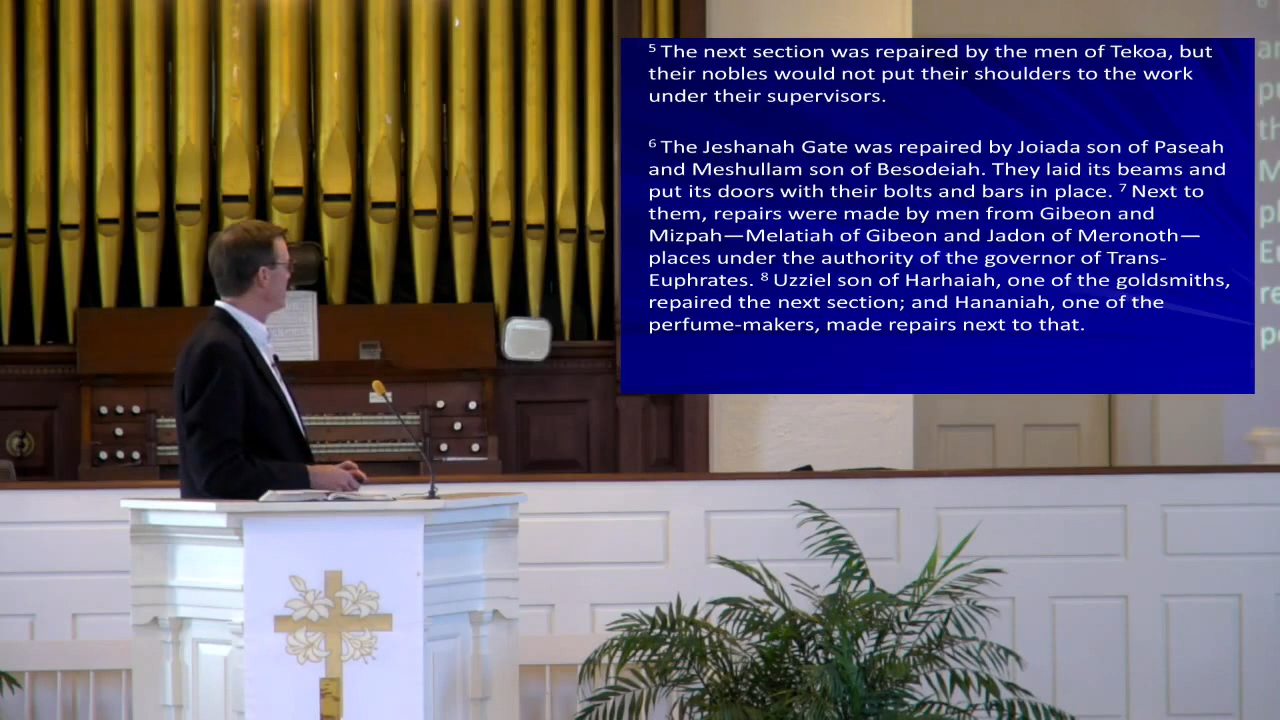 5 The next section was repaired by the men of Tekoa, but
their nobles would not put their shoulders to the work
under their supervisors.
6 The Jeshanah Gate was repaired by Joiada son of Paseah
and Meshullam son of Besodeiah. They laid its beams and
put its doors with their bolts and bars in place. 7 Next to
them, repairs were made by men from Gibeon and
Mizpah—Melatiah of Gibeon and Jadon of Meronoth—
places under the authority of the governor of Trans-
Euphrates. 8 Uzziel son of Harhaiah, one of the goldsmiths,
repaired the next section; and Hananiah, one of the
perfume-makers, made repairs next to that.